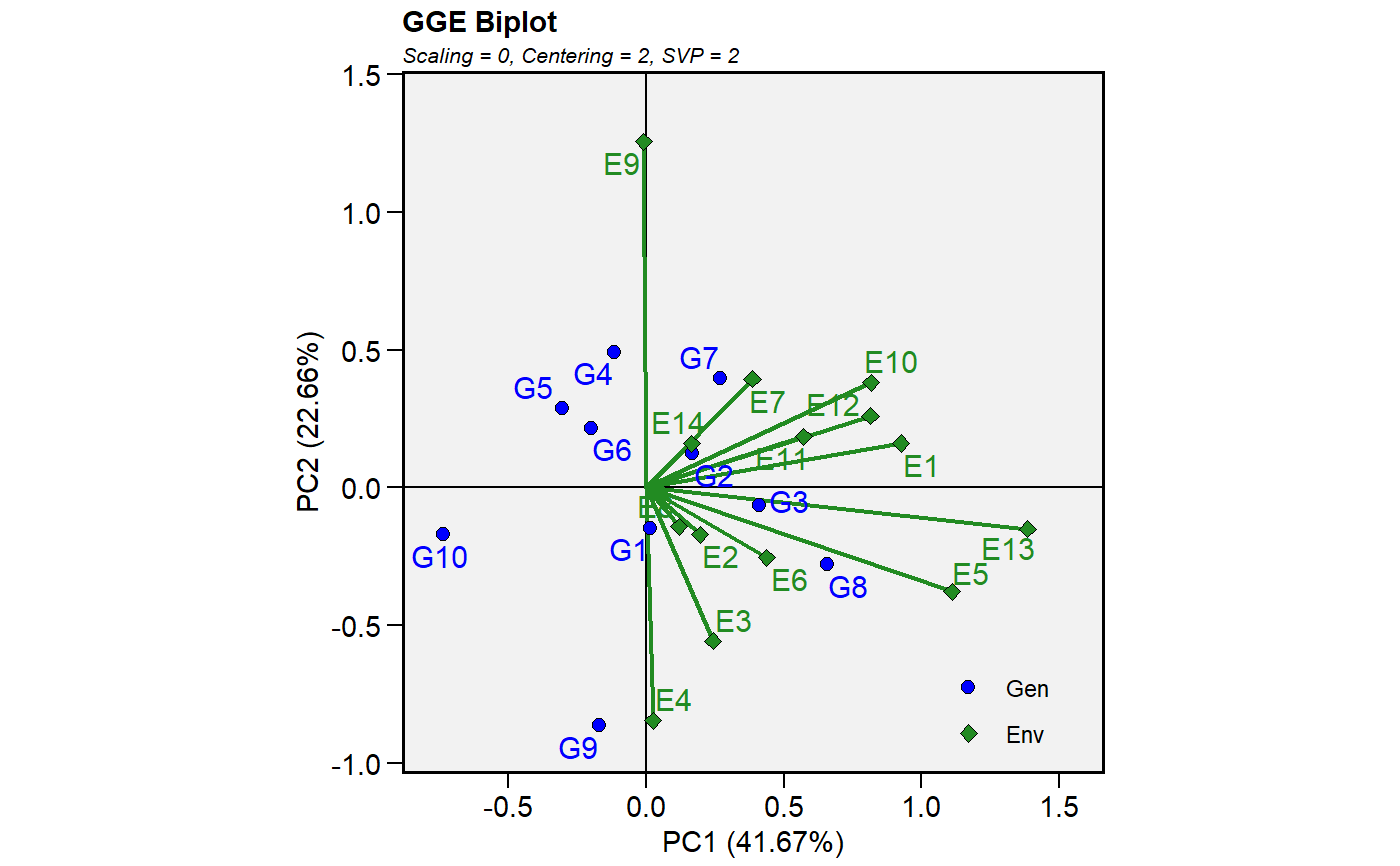 GGE Biplot
Scaling = 0, Centering = 2, SVP = 2
1.5
E9
1.0
0.5
G7
E10
G4
G5
E7
E12
E14
G6
E11
E1
G2
0.0
G3
G1
G10
E2
E13
E6
E5
G8
-0.5
E3
Gen
E4
Env
G9
-1.0
-0.5
0.0
0.5
1.0
1.5
PC1 (41.67%)
PC2 (22.66%)